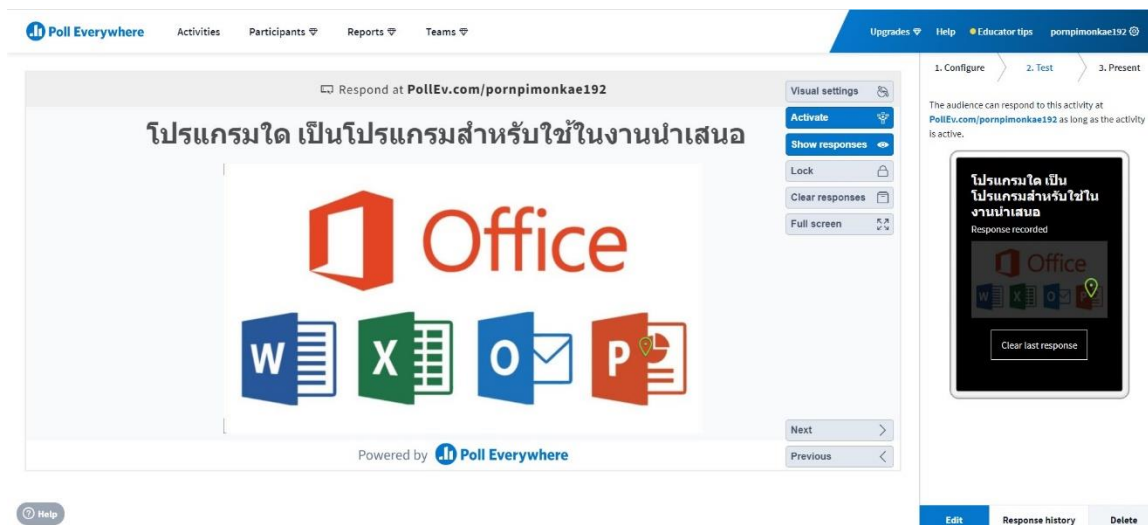 Poll Everywhere
Activities
Participants
Reports
Teams
Upgrades
Help
Educator tips
pornpimonkae192
Respond at PollEv.com/pornpimonkae192
โปรแกรมใด เป็นโปรแกรมสำหรับใช้ในงานนำเสนอ
Office
W
X
O
P
Powered by Poll Everywhere
Visual settings
Activate
Show responses
Lock
Clear responses
Full screen
Next
Previous
1. Configure
2. Test
3. Present
The audience can respond to this activity at
PollEv.com/pornpimonkae192 as long as the activity
is active.
โปรแกรมใด เป็น
โปรแกรมสำหรับใช้ใน
งานนำเสนอ
Response recorded
Office
W
X
O
P
Clear last response
Help
Edit
Response history
Delete